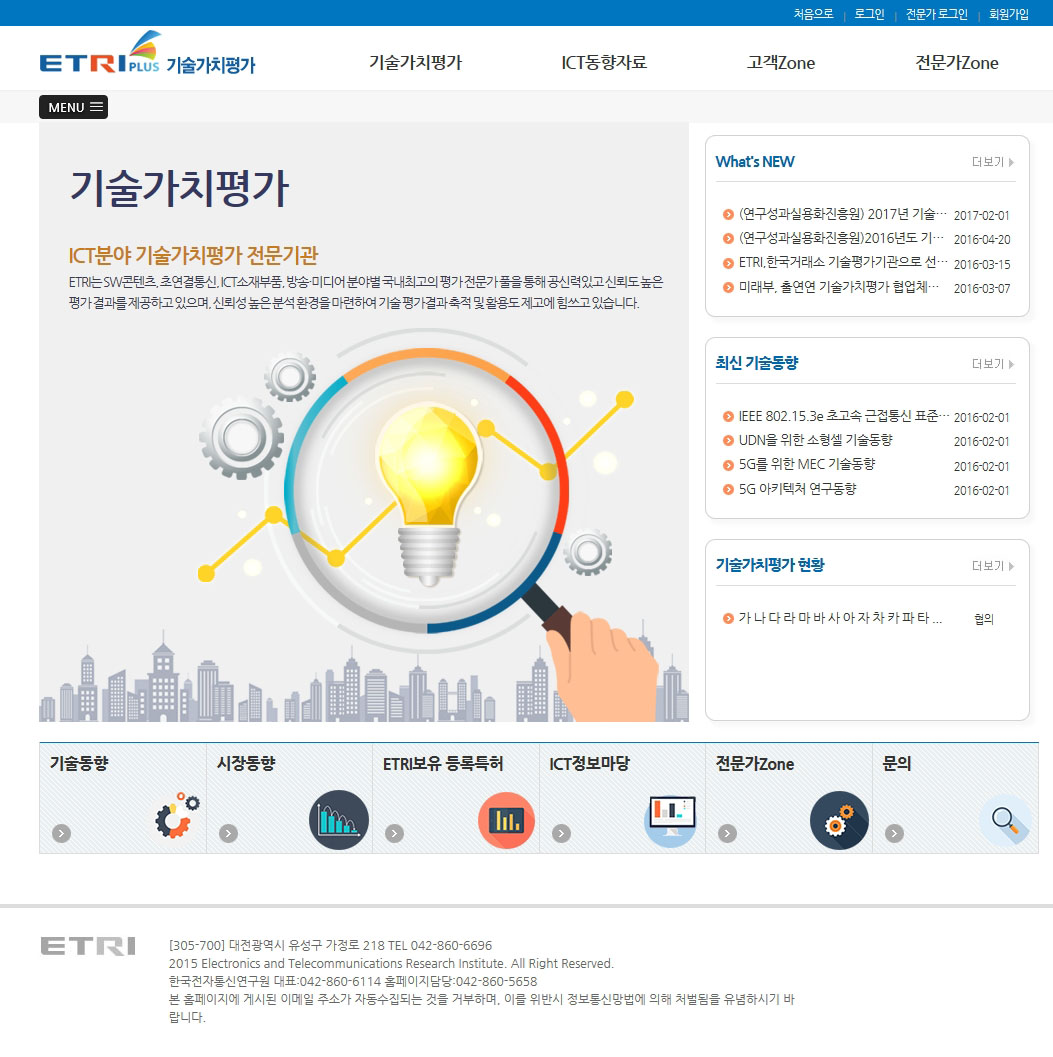 처음으로 로그인 전문가 로그인 회원가입
ETRI PLUS 기술가치평가
기술가치평가 ICT동향자료 고객Zone 전문가Zone
MENU
기술가치평가
ICT분야 기술가치평가 전문기관
ETRI는 SW콘텐츠, 초연결통신, ICT소재부품, 방송·미디어 분야별 국내최고의 평가 전문가 풀을 통해 공신력있고 신뢰도 높은
평가 결과를 제공하고 있으며, 신뢰성 높은 분석 환경을 마련하여 기술 평가결과 축적 및 활용도 제고에 힘쓰고 있습니다.
What's NEW 더보기
(연구성과실용화진흥원) 2017년 기술… 2017-02-01
(연구성과실용화진흥원)2016년도 기… 2016-04-20
ETRI,한국거래소 기술평가기관으로 선… 2016-03-15
미래부, 출연연 기술가치평가 협업체… 2016-03-07
최신 기술동향 더보기
IEEE 802.15.3e 초고속 근접통신 표준… 2016-02-01
UDN을 위한 소형셀 기술동향 2016-02-01
5G를 위한 MEC 기술동향 2016-02-01
5G 아키텍처 연구동향 2016-02-01
기술가치평가 현황 더보기
가 나 다 라 마 바 사 아 자 차 카 파 타 ... 협의
기술동향 시장동향 ETRI보유 등록특허 ICT정보마당 전문가Zone 문의
ETRI
[305-700] 대전광역시 유성구 가정로 218 TEL 042-860-6696
2015 Electronics and Telecommunications Research Institute. All Right Reserved.
한국전자통신연구원 대표:042-860-6114 홈페이지담당:042-860-5658
본 홈페이지에 게시된 이메일 주소가 자동수집되는 것을 거부하며, 이를 위반시 정보통신망법에 의해 처벌됨을 유념하시기 바
랍니다.